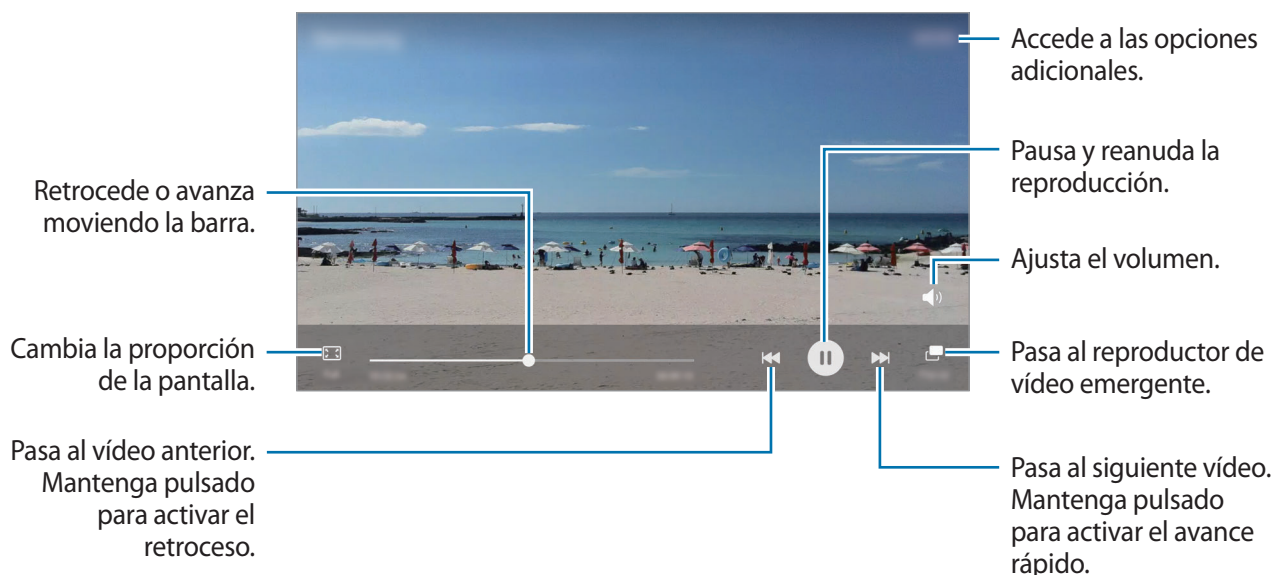 Accede a las opciones
adicionales.
Pausa y reanuda la
reproducción.
Retrocede o avanza
moviendo la barra.
Ajusta el volumen.
Cambia la proporción
de la pantalla.
Pasa al reproductor de
vídeo emergente.
Pasa al vídeo anterior.
Mantenga pulsado
para activar el
retroceso.
Pasa al siguiente vídeo.
Mantenga pulsado
para activar el avance
rápido.